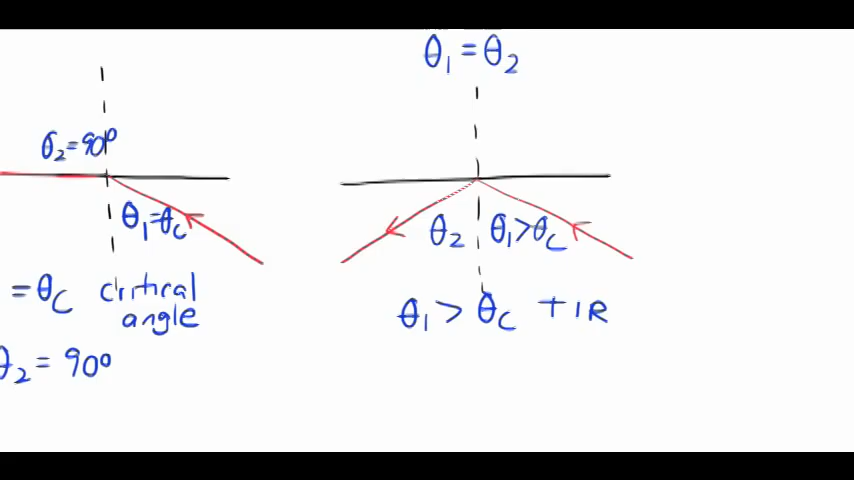 θ₂=90°
θ₁=θc
=θc critical
angle
θ₂ = 90°
θ₁ = θ₂
θ₂ θ₁>θc
θ₁ > θc TIR